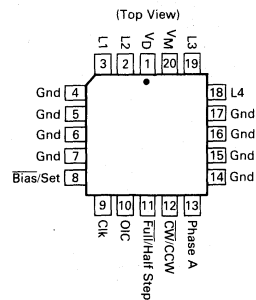 (Top View)
L1
L2
VD
VM
L3
3
2
1
20
19
Gnd 4
Gnd 5
Gnd 6
Gnd 7
Bias/Set 8
18 L4
17 Gnd
16 Gnd
15 Gnd
14 Gnd
9
10
11
12
13
Clk
OIC
Full/Half Step
CW/CCW
Phase A